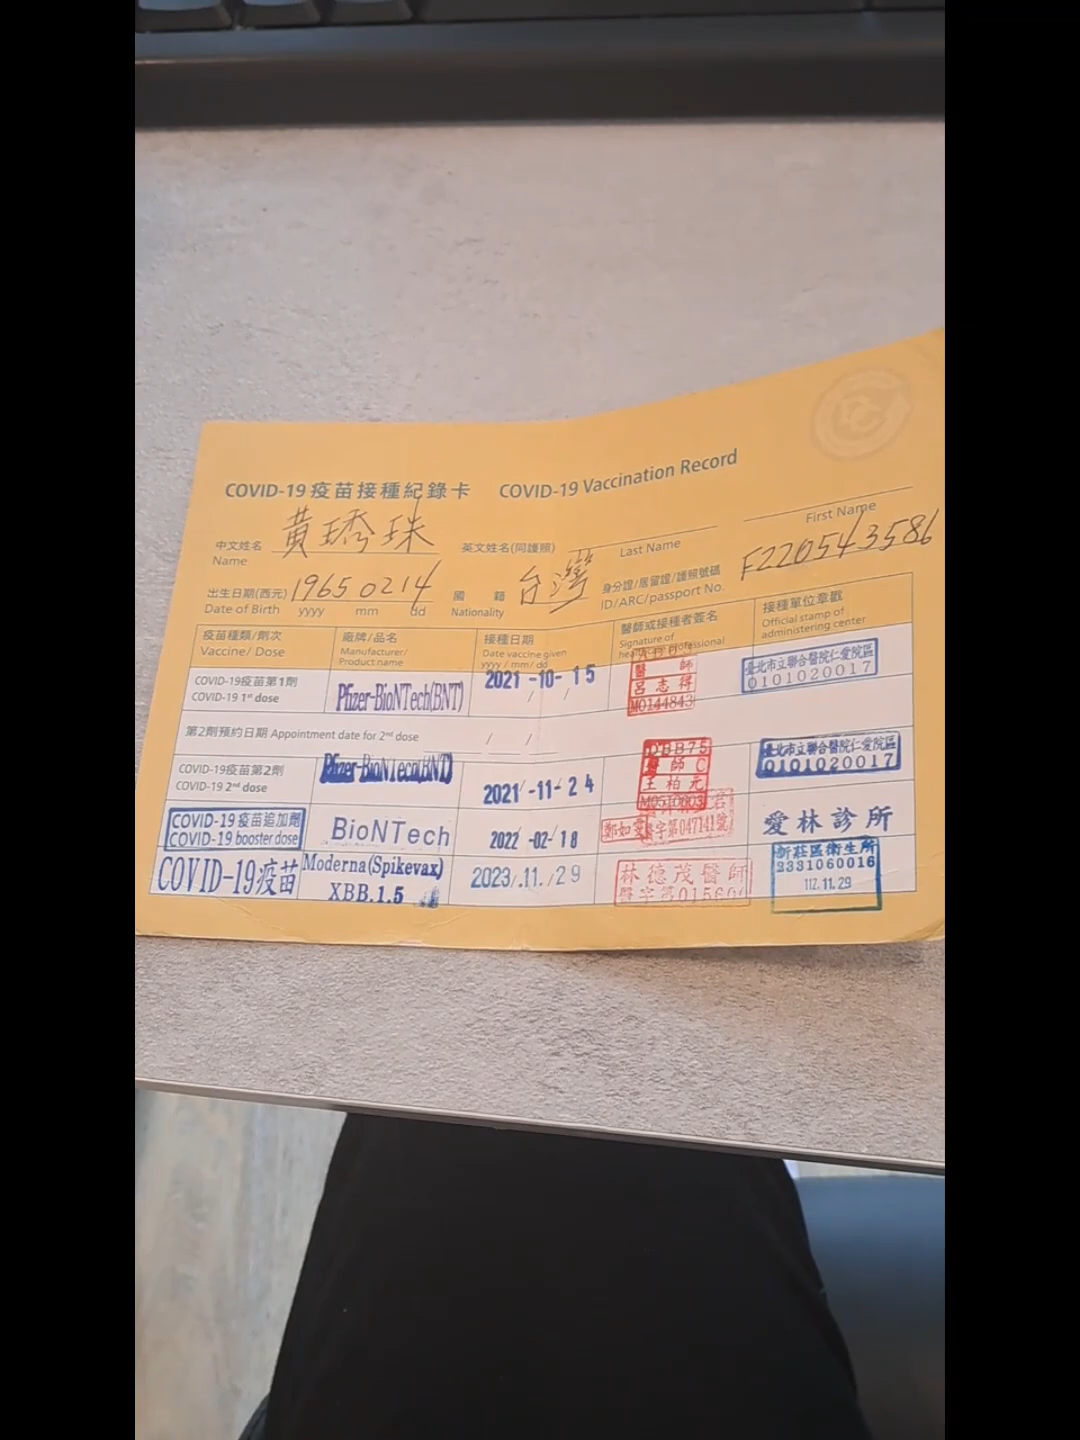 COVID-19疫苗接種紀錄卡 COVID-19 Vaccination Record
中文姓名 黃琇珠 英文姓名(同護照)
Name Last Name First Name
出生日期(西元) 1965 0214 國籍 台灣 身分證/居留證/護照號碼 F220543586
Date of Birth yyyy mm dd Nationality ID/ARC/passport No.
疫苗種類/劑次 廠牌/品名 接種日期 醫師或接種者簽名 接種單位章戳
Vaccine/ Dose Manufacturer/ Product name Date vaccine given yyyy / mm/ dd Signature of healthcare professional Official stamp of administering center
COVID-19疫苗第1劑 Pfizer-BioNTech(BNT) 2021-10-15 醫師 呂志得 臺北市立聯合醫院仁愛院區
COVID-19 1st dose / / M0144843 0101020017
第2劑預約日期 Appointment date for 2nd dose / /
COVID-19疫苗第2劑 Pfizer-BioNTech(BNT) 2021-11-24 醫師 王柏元 臺北市立聯合醫院仁愛院區
COVID-19 2nd dose 0101020017
COVID-19 疫苗追加劑 BioNTech 2022-02-18 鄭如雯 愛林診所
COVID-19 booster dose
COVID-19疫苗 Moderna(Spikevax) 2023/.11./29 林德茂醫師 新莊區衛生所
XBB.1.5 2331060016
112.11.29